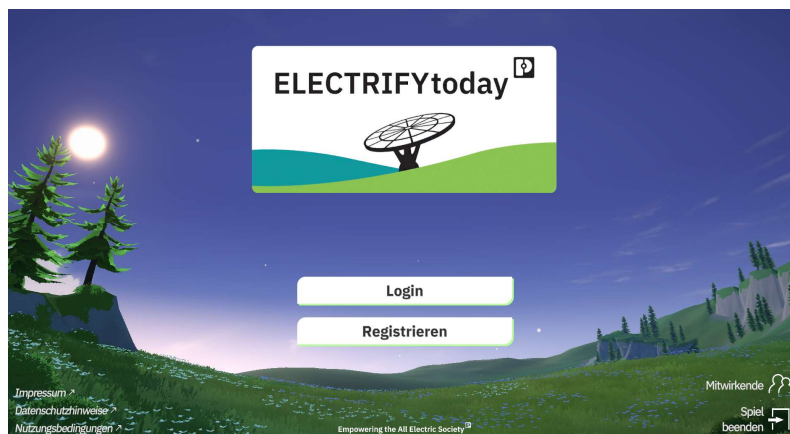 ELECTRIFYtoday
Login
Registrieren
Impressum ↗
Datenschutzhinweise ↗
Nutzungsbedingungen ↗
Empowering the All Electric Society
Mitwirkende
Spiel
beenden